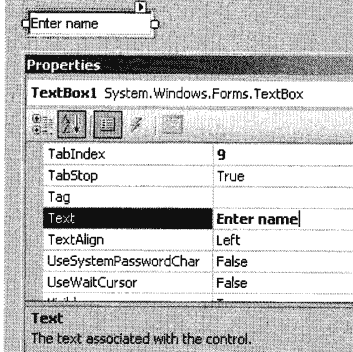 Enter name
Properties
TextBox1 System.Windows.Forms.TextBox
TabIndex 9
TabStop True
Tag
Text Enter name
TextAlign Left
UseSystemPasswordChar False
UseWaitCursor False
Text
The text associated with the control.